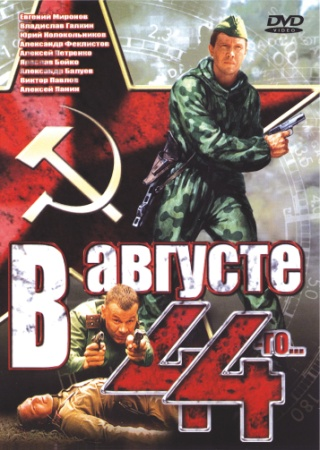 Евгений Миронов
Владислав Галкин
Юрий Колокольников
Александр Феклистов
Алексей Петренко
Ярослав Бойко
Александр Балуев
Виктор Павлов
Алексей Панин
DVD
VIDEO
В августе
44
го...